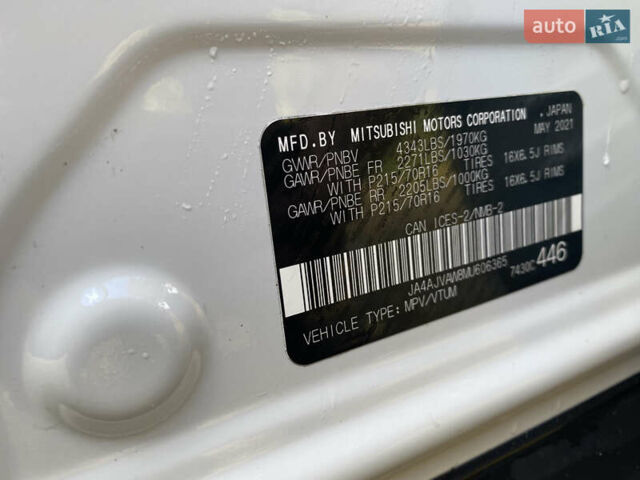 auto RIA
MFD.BY MITSUBISHI MOTORS CORPORATION . JAPAN
MAY 2021
GVWR/PNBV 4343LBS/1970KG
GAWR/PNBE FR 2271LBS/1030KG
WITH P215/70R16 TIRES 16X6.5J RIMS
GAWR/PNBE RR 2205LBS/1000KG
WITH P215/70R16 TIRES 16X6.5J RIMS
CAN ICES-2/NMB-2
JA4AJVAW8MU606365 7430C 446
VEHICLE TYPE: MPV/VTUM